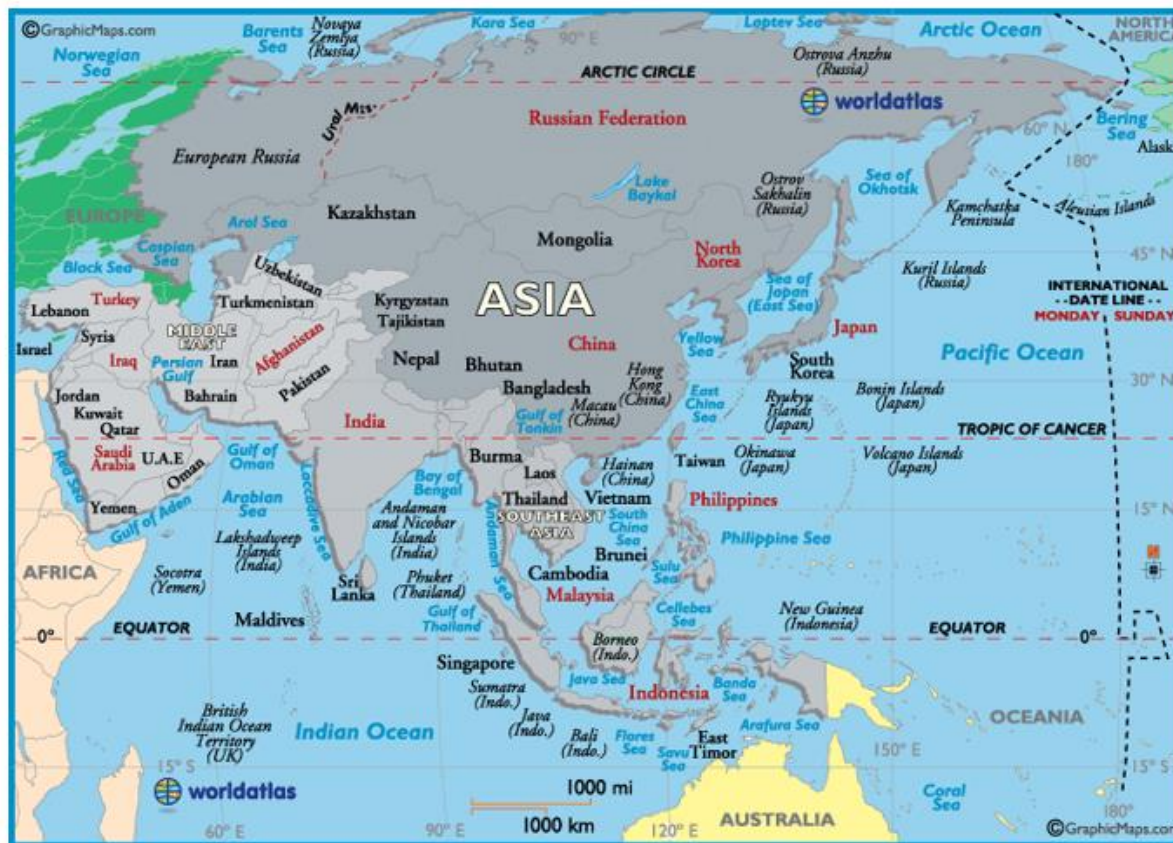 ©GraphicMaps.com
Norwegian
Sea
Barents
Sea
Novaya
Zemlya
(Russia)
Kara Sea
90° E
Laptev Sea
Arctic Ocean
NORTH
AMERICA
Ostrova Anzhu
(Russia)
ARCTIC CIRCLE
worldatlas
Ural Mts.
Russian Federation
60° N
Bering
Sea
180°
Alask
European Russia
Lake
Baykal
Ostrov
Sakhalin
(Russia)
Sea of
Okhotsk
Kamchatka
Peninsula
Aleutian Islands
EUROPE
Aral Sea
Kazakhstan
Mongolia
North
Korea
45° N
Caspian
Sea
Black Sea
Uzbekistan
Sea of
Japan
(East Sea)
Kuril Islands
(Russia)
INTERNATIONAL
- - DATE LINE - -
MONDAY
SUNDAY
Turkey
Lebanon
Turkmenistan
Kyrgyzstan
Tajikistan
ASIA
Syria
MIDDLE
EAST
Afghanistan
China
Yellow
Sea
Japan
Israel
Iraq
Persian
Gulf
Iran
Nepal
Bhutan
South
Korea
Pacific Ocean
Jordan
Bahrain
Pakistan
Bangladesh
Hong
Kong
(China)
Macau
(China)
East
China
Sea
Ryukyu
Islands
(Japan)
Bonin Islands
(Japan)
30° N
Kuwait
Qatar
India
Gulf of
Tonkin
TROPIC OF CANCER
Saudi
Arabia
U.A.E
Oman
Gulf of
Oman
Burma
Laos
Hainan
(China)
Taiwan
Okinawa
(Japan)
Volcano Islands
(Japan)
Red Sea
Yemen
Gulf of Aden
Arabian
Sea
Laccadive Sea
Bay of
Bengal
Andaman
and Nicobar
Islands
(India)
Andaman Sea
Thailand
SOUTHEAST
ASIA
Vietnam
South
China
Sea
Philippines
15° N
Lakshadweep
Islands
(India)
Brunei
Philippine Sea
AFRICA
Socotra
(Yemen)
Sri
Lanka
Phuket
(Thailand)
Cambodia
Malaysia
Sulu
Sea
N
Maldives
Gulf of
Thailand
Cellebes
Sea
New Guinea
(Indonesia)
0°
EQUATOR
Borneo
(Indo.)
EQUATOR
0°
Singapore
Sumatra
(Indo.)
Java Sea
Indonesia
Banda
Sea
British
Indian Ocean
Territory
(UK)
Indian Ocean
Java
(Indo.)
Bali
(Indo.)
Flores
Sea
Savu
Sea
East
Timor
Arafura Sea
OCEANIA
150° E
15° S
15° S
worldatlas
1000 mi
1000 km
60° E
90° E
120° E
AUSTRALIA
Coral
Sea
180°
©GraphicMaps.com